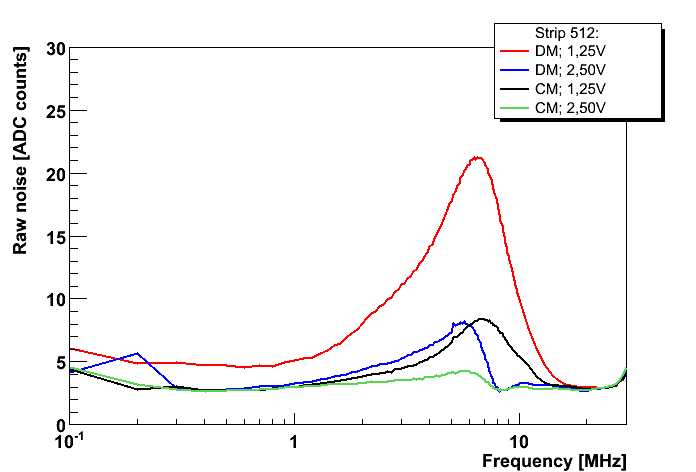 Strip 512:
DM; 1,25V
DM; 2,50V
CM; 1,25V
CM; 2,50V
Raw noise [ADC counts]
30
25
20
15
10
5
0
10⁻¹ 1 10
Frequency [MHz]